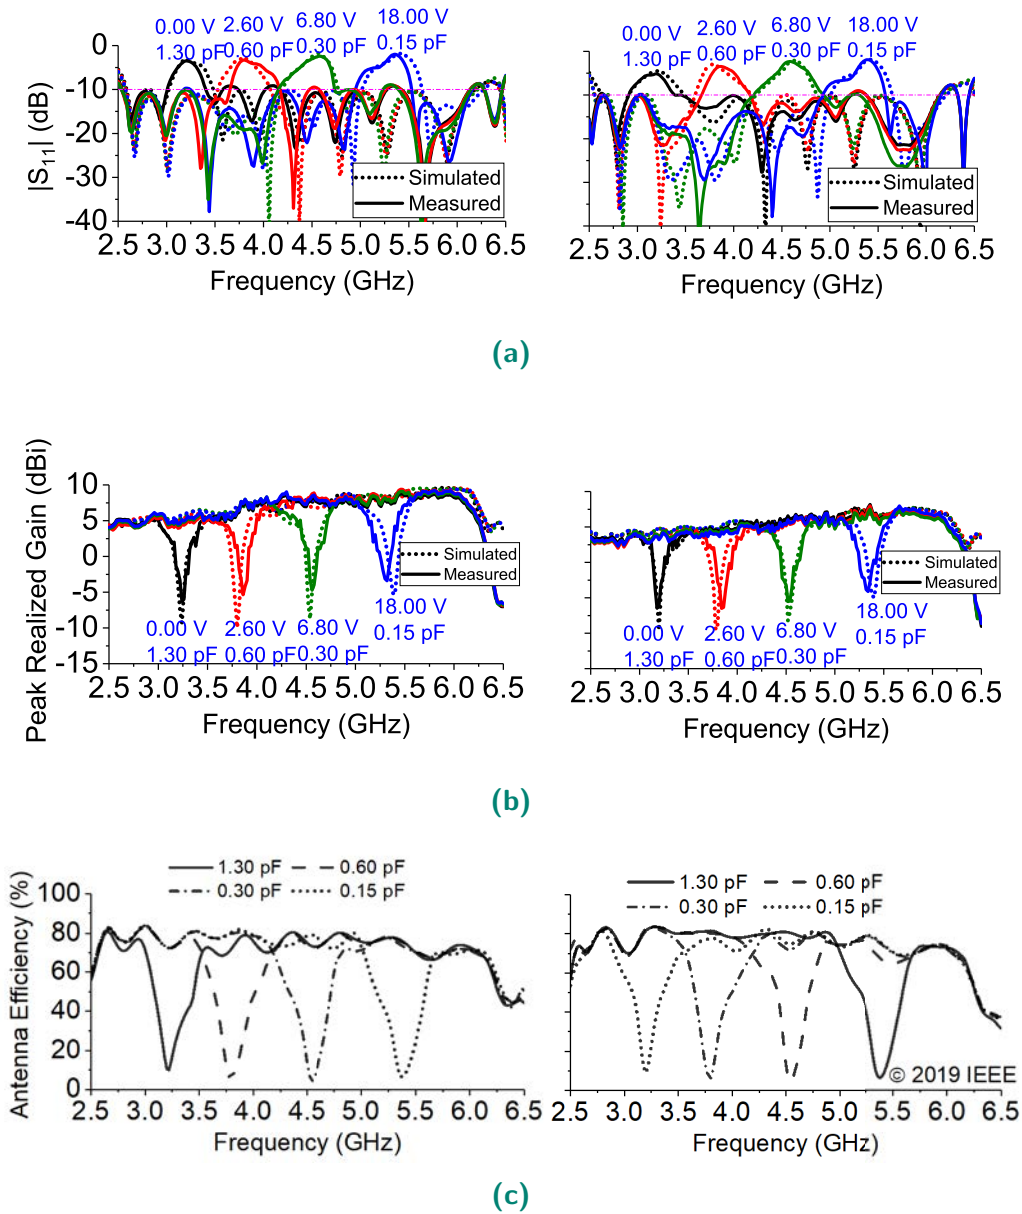 0.00 V 2.60 V 6.80 V 18.00 V
1.30 pF 0.60 pF 0.30 pF 0.15 pF
|S11| (dB)
0
-10
-20
-30
-40
Simulated
Measured
2.5 3.0 3.5 4.0 4.5 5.0 5.5 6.0 6.5
Frequency (GHz)
0.00 V 2.60 V 6.80 V 18.00 V
1.30 pF 0.60 pF 0.30 pF 0.15 pF
Simulated
Measured
2.5 3.0 3.5 4.0 4.5 5.0 5.5 6.0 6.5
Frequency (GHz)
(a)
Peak Realized Gain (dBi)
10
5
0
-5
-10
-15
Simulated
Measured
0.00 V 2.60 V 6.80 V 18.00 V
1.30 pF 0.60 pF 0.30 pF 0.15 pF
2.5 3.0 3.5 4.0 4.5 5.0 5.5 6.0 6.5
Frequency (GHz)
Simulated
Measured
0.00 V 2.60 V 6.80 V 18.00 V
1.30 pF 0.60 pF 0.30 pF 0.15 pF
2.5 3.0 3.5 4.0 4.5 5.0 5.5 6.0 6.5
Frequency (GHz)
(b)
1.30 pF 0.60 pF
0.30 pF 0.15 pF
Antenna Efficiency (%)
100
80
60
40
20
0
2.5 3.0 3.5 4.0 4.5 5.0 5.5 6.0 6.5
Frequency (GHz)
1.30 pF 0.60 pF
0.30 pF 0.15 pF
© 2019 IEEE
2.5 3.0 3.5 4.0 4.5 5.0 5.5 6.0 6.5
Frequency (GHz)
(c)